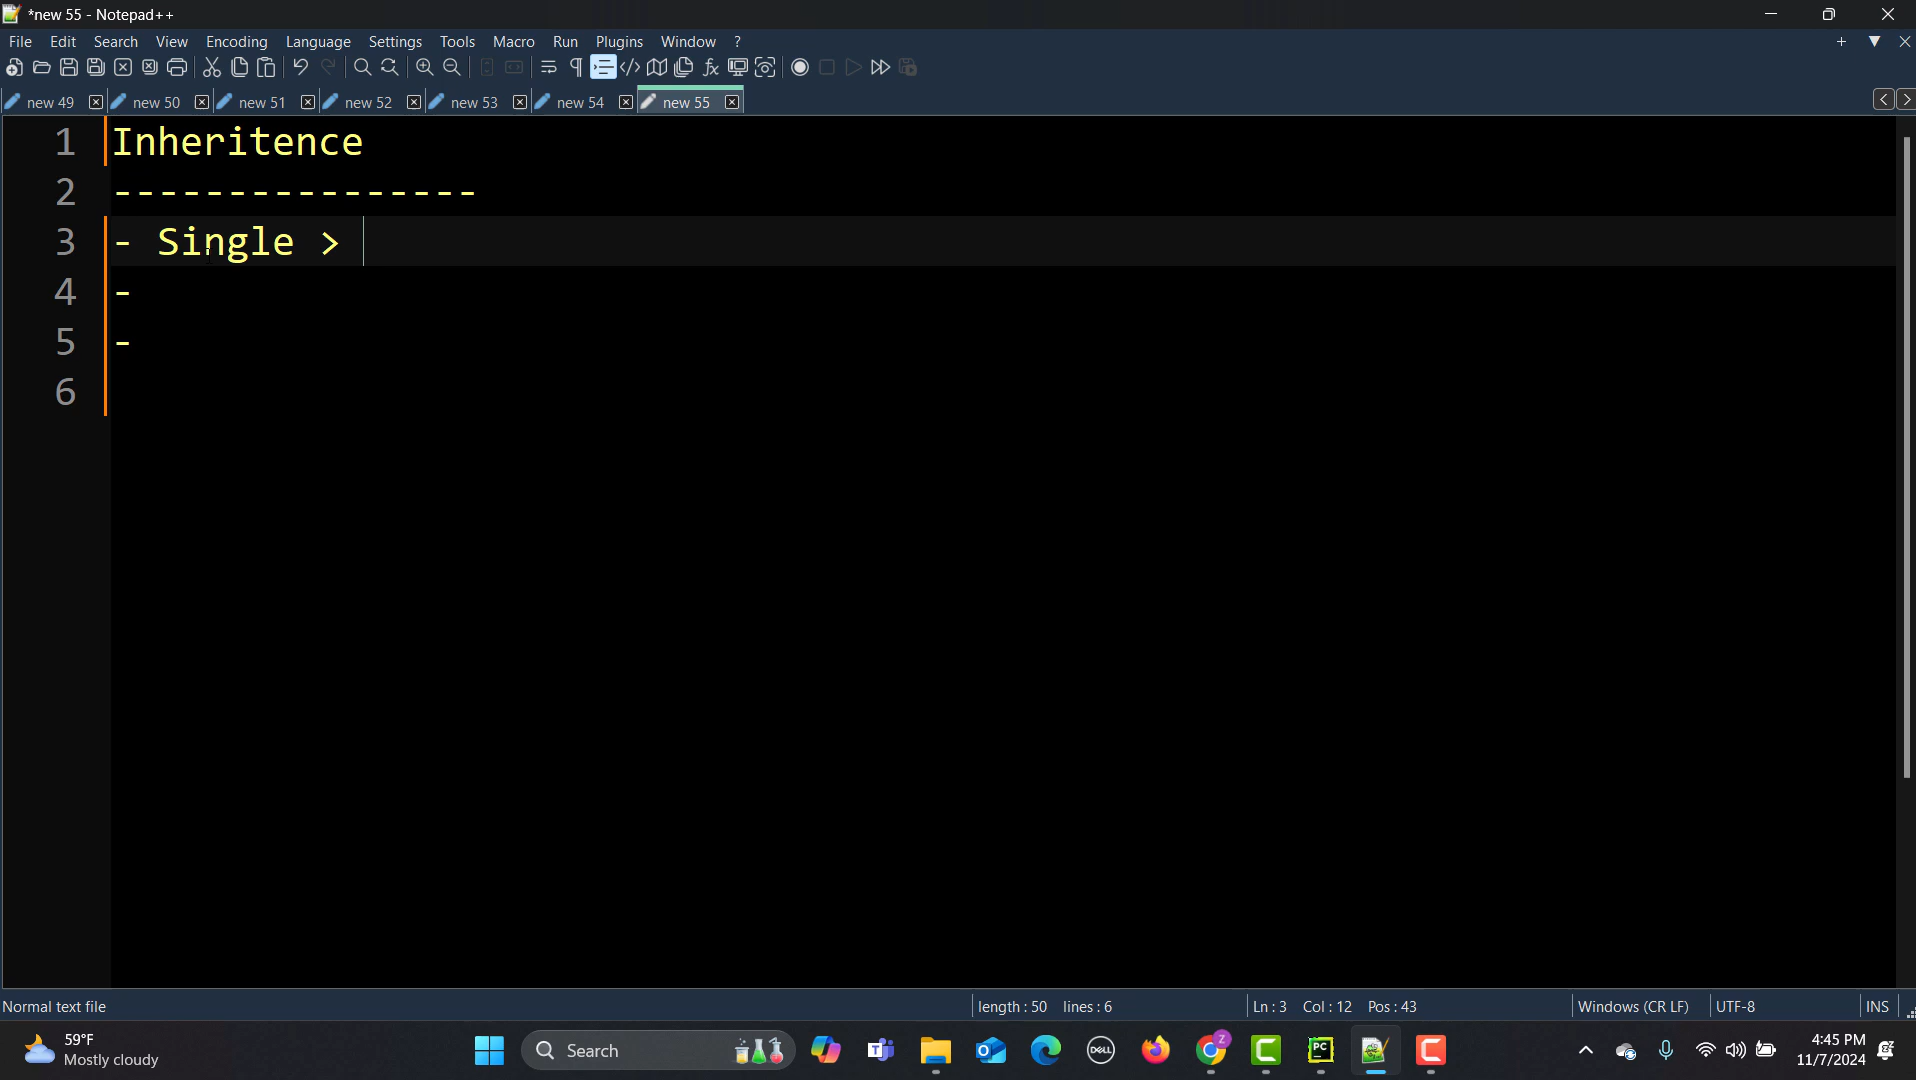 *new 55 - Notepad++
File Edit Search View Encoding Language Settings Tools Macro Run Plugins Window ?
new 49 new 50 new 51 new 52 new 53 new 54 new 55
1 Inheritence
2 ----------------
3 - Single >
4 -
5 -
6
Normal text file length : 50 lines : 6 Ln : 3 Col : 12 Pos : 43 Windows (CR LF) UTF-8 INS
59°F
Mostly cloudy
Search
DELL
Z
PC
4:45 PM
11/7/2024